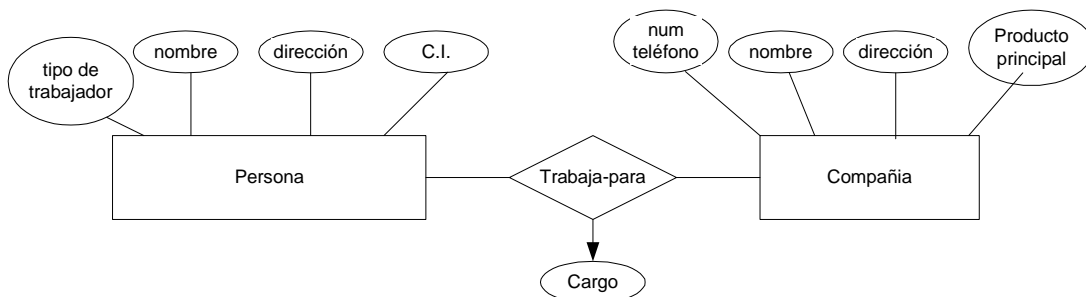 tipo de
trabajador
nombre
dirección
C.I.
num
teléfono
nombre
dirección
Producto
principal
Persona
Trabaja-para
Compañia
Cargo